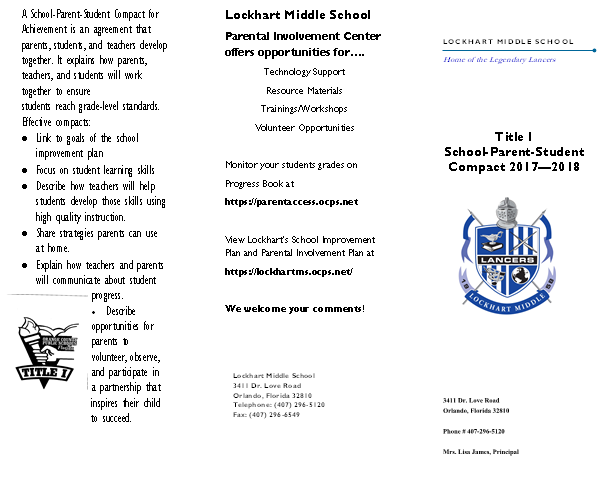 A School-Parent-Student Compact for
Achievement is an agreement that
parents, students, and teachers develop
together. It explains how parents,
teachers, and students will work
together to ensure
students reach grade-level standards.
Effective compacts:
● Link to goals of the school
improvement plan
● Focus on student learning skills
● Describe how teachers will help
students develop those skills using
high quality instruction.
● Share strategies parents can use
at home.
● Explain how teachers and parents
will communicate about student
progress.
• Describe
opportunities for
parents to
volunteer, observe,
and participate in
a partnership that
inspires their child
to succeed.
ORANGE COUNTY
PUBLIC SCHOOLS
TITLE I
Lockhart Middle School
Parental Involvement Center
offers opportunities for….
Technology Support
Resource Materials
Trainings/Workshops
Volunteer Opportunities
Monitor your students grades on
Progress Book at
https://parentaccess.ocps.net
View Lockhart's School Improvement
Plan and Parental Involvement Plan at
https://lockhartms.ocps.net/
We welcome your comments!
Lockhart Middle School
3411 Dr. Love Road
Orlando, Florida 32810
Telephone: (407) 296-5120
Fax: (407) 296-6549
LOCKHART MIDDLE SCHOOL
Home of the Legendary Lancers
Title I
School-Parent-Student
Compact 2017—2018
LANCERS
LOCKHART MIDDLE
3411 Dr. Love Road
Orlando, Florida 32810
Phone # 407-296-5120
Mrs. Lisa James, Principal